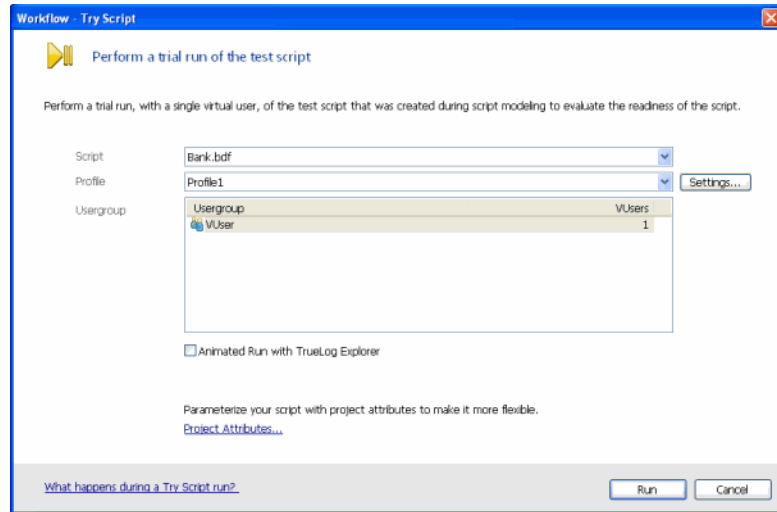 Workflow - Try Script
Perform a trial run of the test script
Perform a trial run, with a single virtual user, of the test script that was created during script modeling to evaluate the readiness of the script.
Script Bank.bdf
Profile Profile1 Settings...
Usergroup Usergroup VUsers
VUser 1
Animated Run with TrueLog Explorer
Parameterize your script with project attributes to make it more flexible.
Project Attributes...
What happens during a Try Script run? Run Cancel